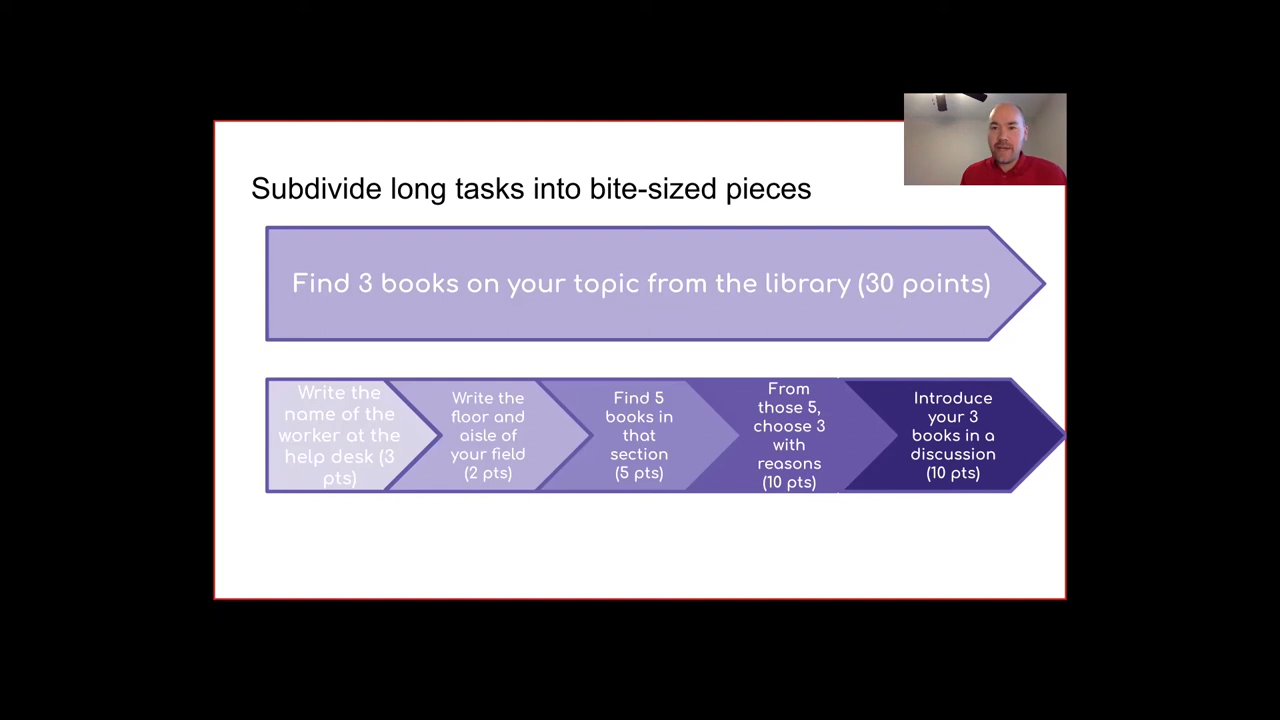 Subdivide long tasks into bite-sized pieces
Find 3 books on your topic from the library (30 points)
Write the
name of the
worker at the
help desk (3
pts)
Write the
floor and
aisle of
your field
(2 pts)
Find 5
books in
that
section
(5 pts)
From
those 5,
choose 3
with
reasons
(10 pts)
Introduce
your 3
books in a
discussion
(10 pts)